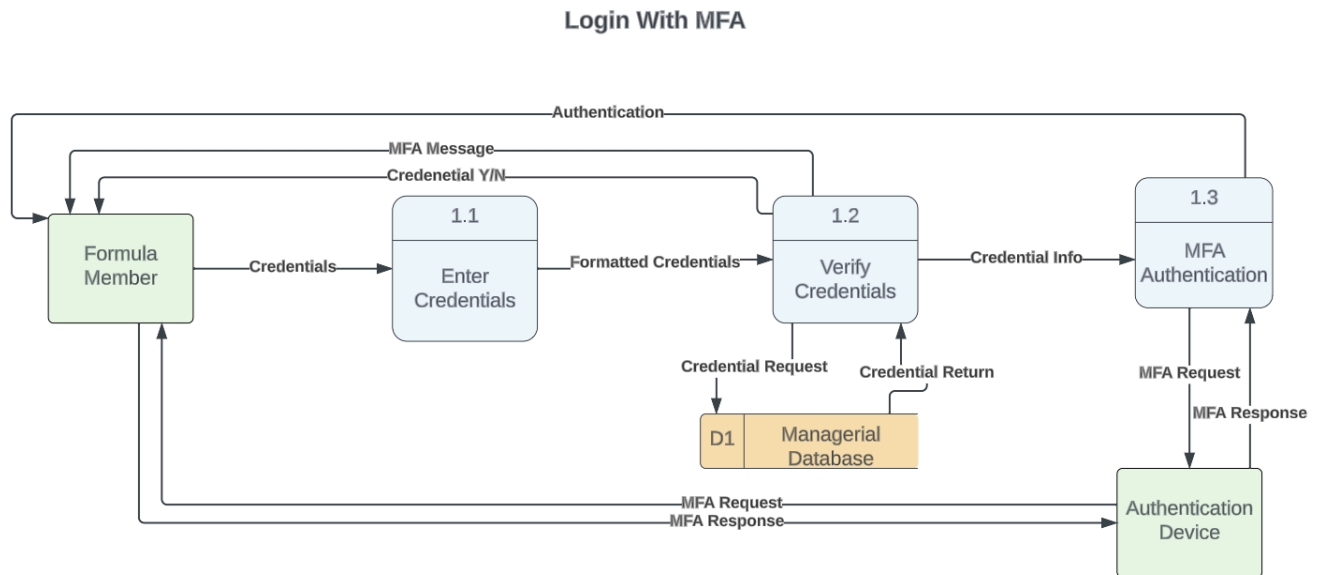 Login With MFA
Authentication
MFA Message
Credenetial Y/N
1.1
1.2
1.3
Formula
Member
Credentials
Enter
Credentials
Formatted Credentials
Verify
Credentials
Credential Info
MFA
Authentication
Credential Request
Credential Return
MFA Request
MFA Response
D1
Managerial
Database
MFA Request
MFA Response
Authentication
Device